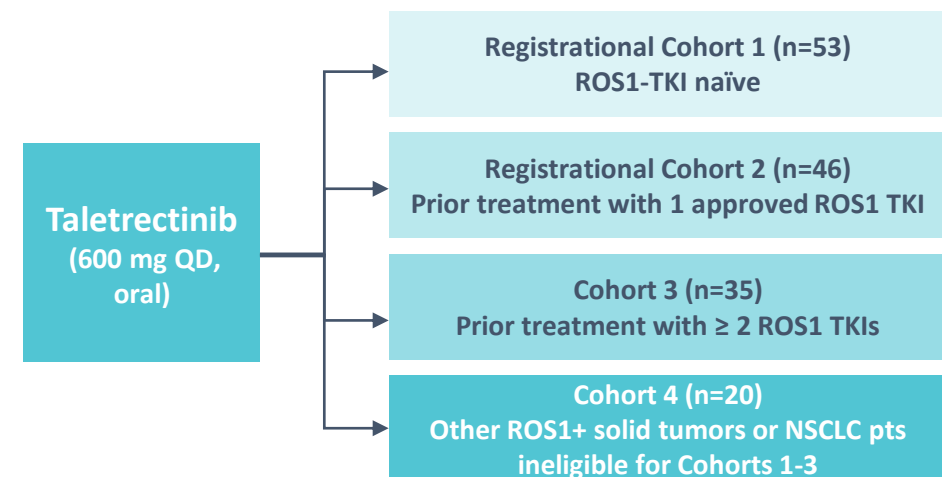 Taletrectinib
(600 mg QD,
oral)
Registrational Cohort 1 (n=53)
ROS1-TKI naïve
Registrational Cohort 2 (n=46)
Prior treatment with 1 approved ROS1 TKI
Cohort 3 (n=35)
Prior treatment with ≥ 2 ROS1 TKIs
Cohort 4 (n=20)
Other ROS1+ solid tumors or NSCLC pts
ineligible for Cohorts 1-3